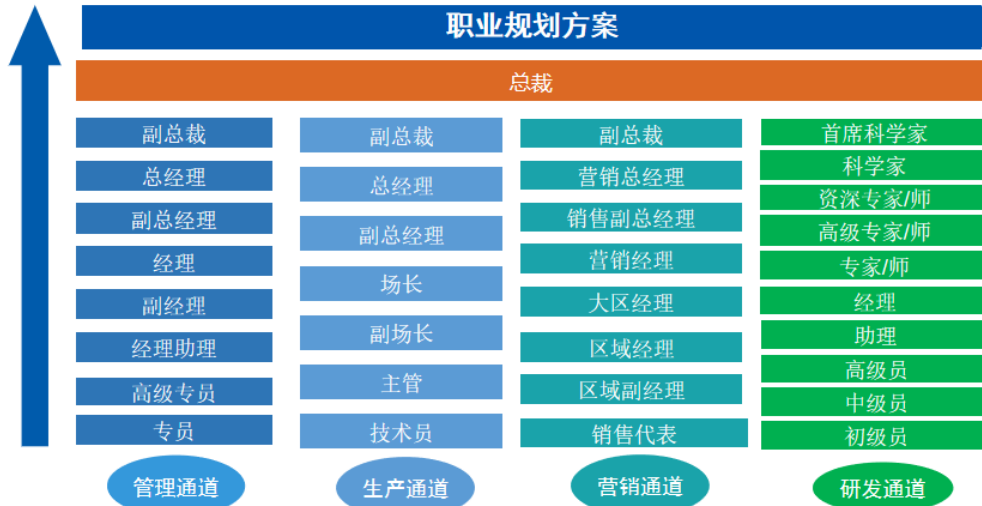 职业规划方案
总裁
副总裁
总经理
副总经理
经理
副经理
经理助理
高级专员
专员
管理通道
副总裁
总经理
副总经理
场长
副场长
主管
技术员
生产通道
副总裁
营销总经理
销售副总经理
营销经理
大区经理
区域经理
区域副经理
销售代表
营销通道
首席科学家
科学家
资深专家/师
高级专家/师
专家/师
经理
助理
高级员
中级员
初级员
研发通道